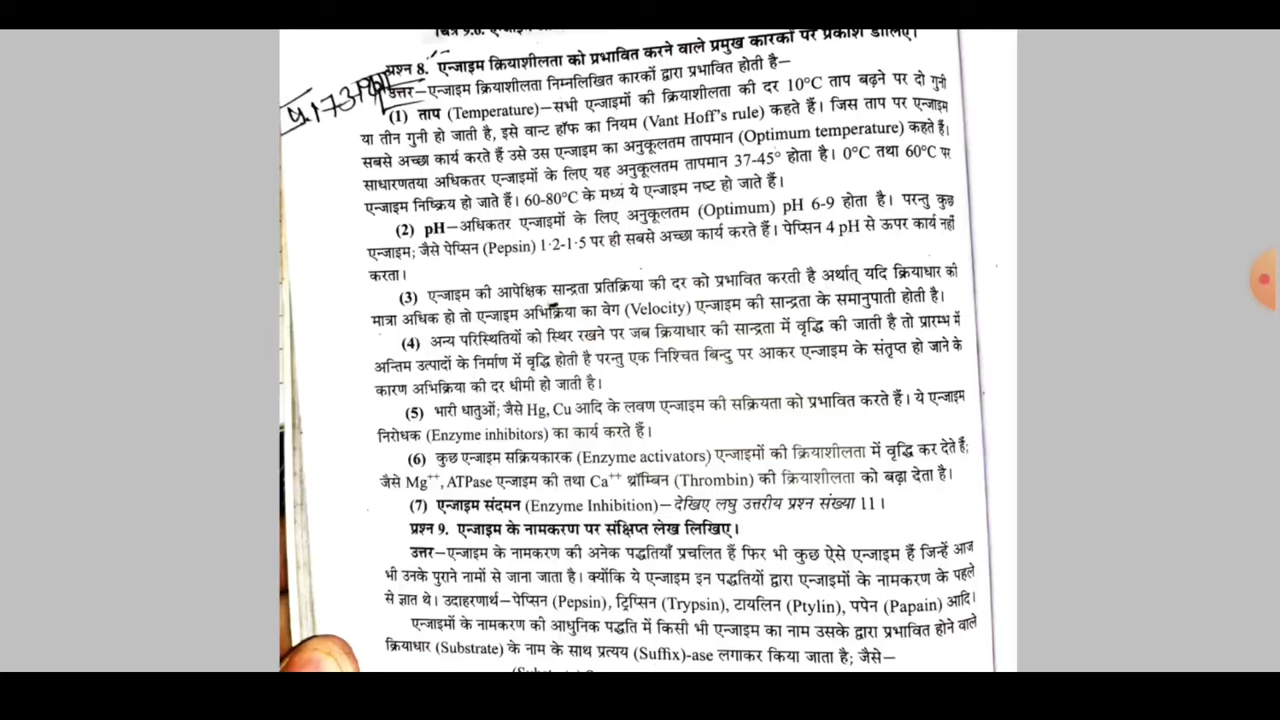 चित्र 9.6.
प्रश्न 8. एन्जाइम क्रियाशीलता को प्रभावित करने वाले प्रमुख कारकों पर प्रकाश डालिए।
उत्तर–एन्जाइम क्रियाशीलता निम्नलिखित कारकों द्वारा प्रभावित होती है–
(1) ताप (Temperature)–सभी एन्जाइमों की क्रियाशीलता की दर 10°C ताप बढ़ने पर दो गुनी
या तीन गुनी हो जाती है, इसे वान्ट हॉफ का नियम (Vant Hoff's rule) कहते हैं। जिस ताप पर एन्जाइम
सबसे अच्छा कार्य करते हैं उसे उस एन्जाइम का अनुकूलतम तापमान (Optimum temperature) कहते हैं।
साधारणतया अधिकतर एन्जाइमों के लिए यह अनुकूलतम तापमान 37-45° होता है। 0°C तथा 60°C पर
एन्जाइम निष्क्रिय हो जाते हैं। 60-80°C के मध्य ये एन्जाइम नष्ट हो जाते हैं।
(2) pH–अधिकतर एन्जाइमों के लिए अनुकूलतम (Optimum) pH 6-9 होता है। परन्तु कुछ
एन्जाइम; जैसे पेप्सिन (Pepsin) 1·2-1·5 पर ही सबसे अच्छा कार्य करते हैं। पेप्सिन 4 pH से ऊपर कार्य नहीं
करता।
(3) एन्जाइम की आपेक्षिक सान्द्रता प्रतिक्रिया की दर को प्रभावित करती है अर्थात् यदि क्रियाधार की
मात्रा अधिक हो तो एन्जाइम अभिक्रिया का वेग (Velocity) एन्जाइम की सान्द्रता के समानुपाती होती है।
(4) अन्य परिस्थितियों को स्थिर रखने पर जब क्रियाधार की सान्द्रता में वृद्धि की जाती है तो प्रारम्भ में
अन्तिम उत्पादों के निर्माण में वृद्धि होती है परन्तु एक निश्चित बिन्दु पर आकर एन्जाइम के संतृप्त हो जाने के
कारण अभिक्रिया की दर धीमी हो जाती है।
(5) भारी धातुओं; जैसे Hg, Cu आदि के लवण एन्जाइम की सक्रियता को प्रभावित करते हैं। ये एन्जाइम
निरोधक (Enzyme inhibitors) का कार्य करते हैं।
(6) कुछ एन्जाइम सक्रियकारक (Enzyme activators) एन्जाइमों की क्रियाशीलता में वृद्धि कर देते हैं;
जैसे Mg⁺⁺, ATPase एन्जाइम की तथा Ca⁺⁺ थ्रॉम्बिन (Thrombin) की क्रियाशीलता को बढ़ा देता है।
(7) एन्जाइम संदमन (Enzyme Inhibition)–देखिए लघु उत्तरीय प्रश्न संख्या 11।
प्रश्न 9. एन्जाइम के नामकरण पर संक्षिप्त लेख लिखिए।
उत्तर–एन्जाइम के नामकरण की अनेक पद्धतियाँ प्रचलित हैं फिर भी कुछ ऐसे एन्जाइम हैं जिन्हें आज
भी उनके पुराने नामों से जाना जाता है। क्योंकि ये एन्जाइम इन पद्धतियों द्वारा एन्जाइमों के नामकरण के पहले
से ज्ञात थे। उदाहरणार्थ–पेप्सिन (Pepsin), ट्रिप्सिन (Trypsin), टायलिन (Ptylin), पपेन (Papain) आदि।
एन्जाइमों के नामकरण की आधुनिक पद्धति में किसी भी एन्जाइम का नाम उसके द्वारा प्रभावित होने वाले
क्रियाधार (Substrate) के नाम के साथ प्रत्यय (Suffix)-ase लगाकर किया जाता है; जैसे–